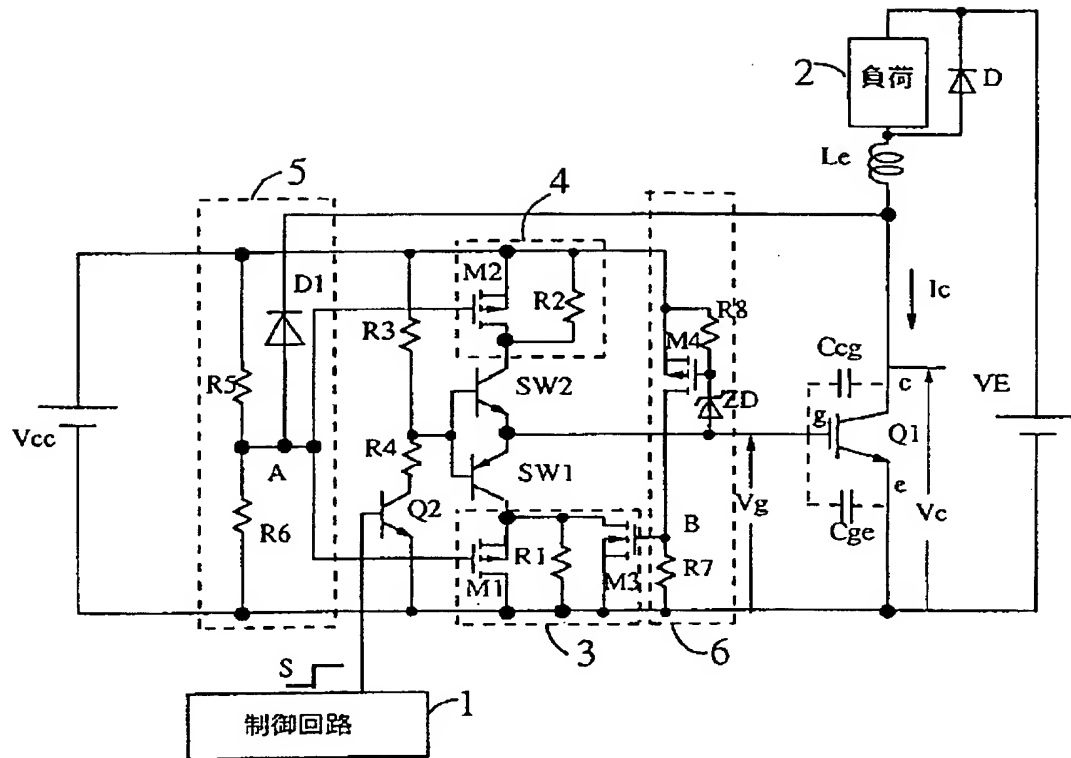 2
負荷
D
Le
5
4
D1
M2
R2
R3
R8
M4
Ic
Ccg
c
VE
R5
SW2
ZD
g
Q1
Vcc
A
R4
SW1
e
Q2
B
Vg
Vc
R6
Cge
R1
M1
M3
R7
3
6
S
1
制御回路